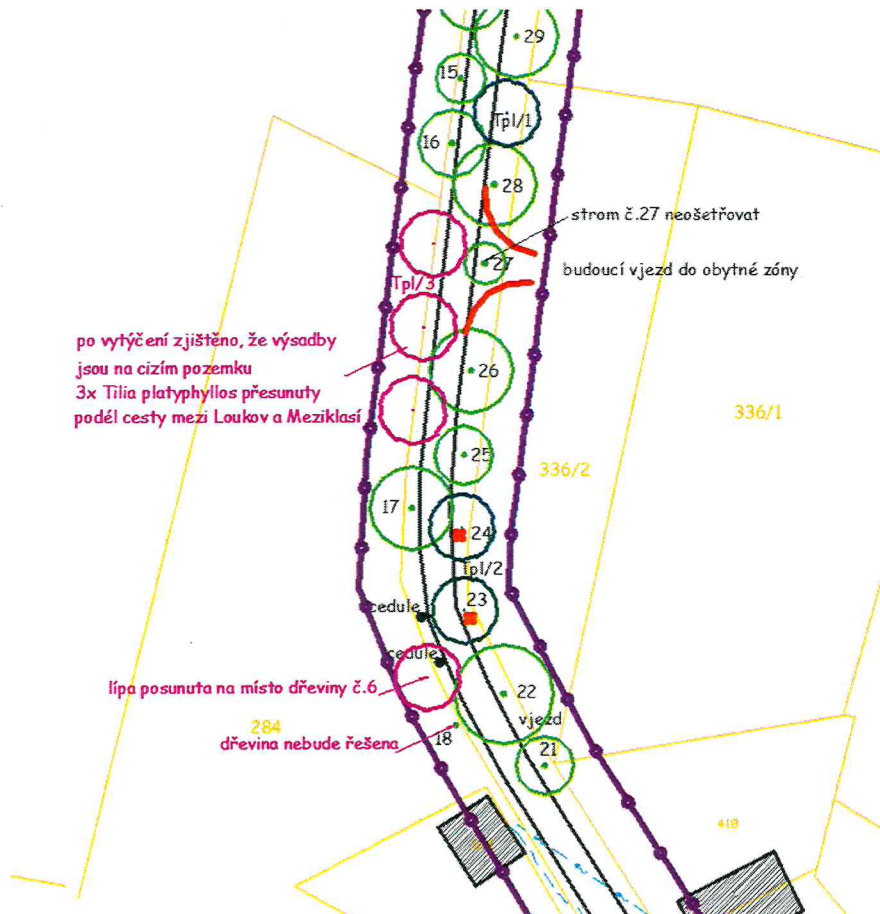 29
15
Tpl/1
16
28
strom č.27 neošetřovat
27
budoucí vjezd do obytné zóny
Tpl/3
po vytýčení zjištěno, že výsadby
jsou na cizím pozemku
3x Tilia platyphyllos přesunuty
podél cesty mezi Loukov a Meziklasí
26
336/1
25
336/2
17
24
Tpl/2
23
cedule
cedule
lípa posunuta na místo dřeviny č.6
22
vjezd
284
18
dřevina nebude řešena
21
418